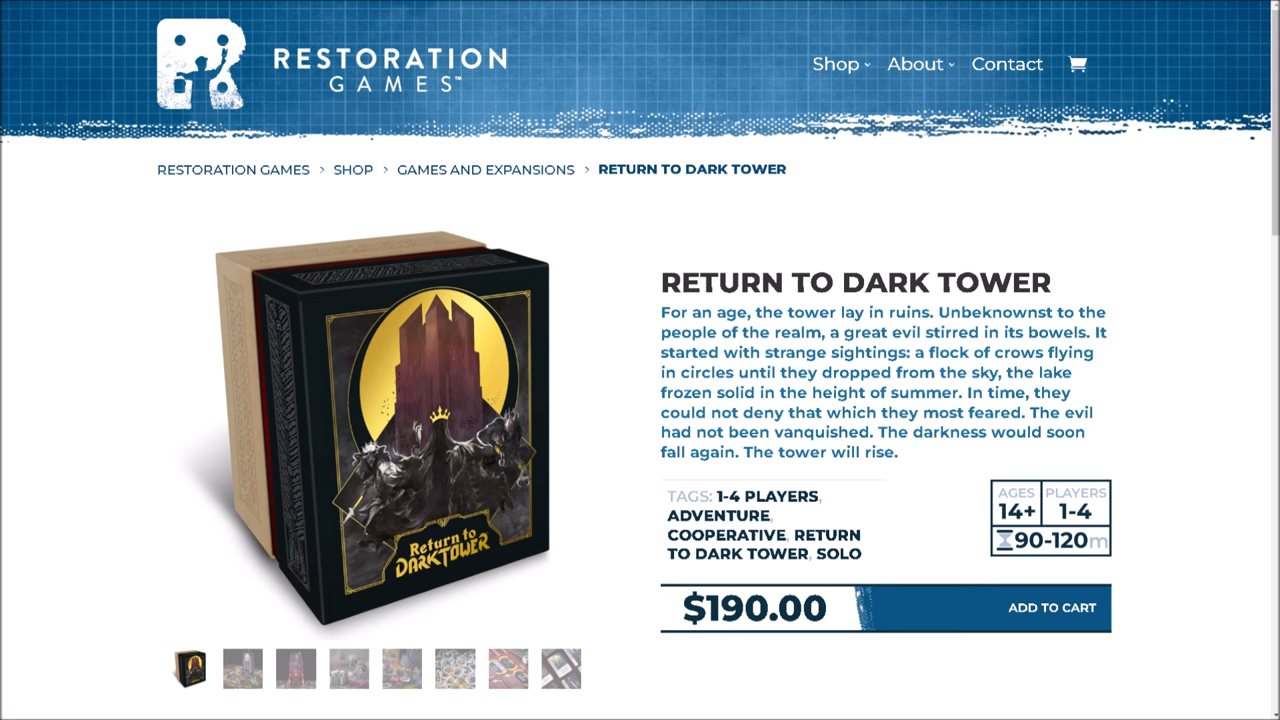 RESTORATION
GAMES™
Shop
About
Contact
RESTORATION GAMES > SHOP > GAMES AND EXPANSIONS > RETURN TO DARK TOWER
Return to
DARK TOWER
RETURN TO DARK TOWER
For an age, the tower lay in ruins. Unbeknownst to the
people of the realm, a great evil stirred in its bowels. It
started with strange sightings: a flock of crows flying
in circles until they dropped from the sky, the lake
frozen solid in the height of summer. In time, they
could not deny that which they most feared. The evil
had not been vanquished. The darkness would soon
fall again. The tower will rise.
TAGS: 1-4 PLAYERS,
ADVENTURE,
COOPERATIVE, RETURN
TO DARK TOWER, SOLO
AGES PLAYERS
14+ 1-4
90-120m
$190.00
ADD TO CART